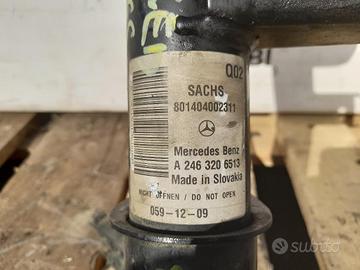 Q02
SACHS
801404002311
Mercedes Benz
A 246 320 6513
Made in Slovakia
NICHT ÖFFNEN / DO NOT OPEN
059-12-09
subito